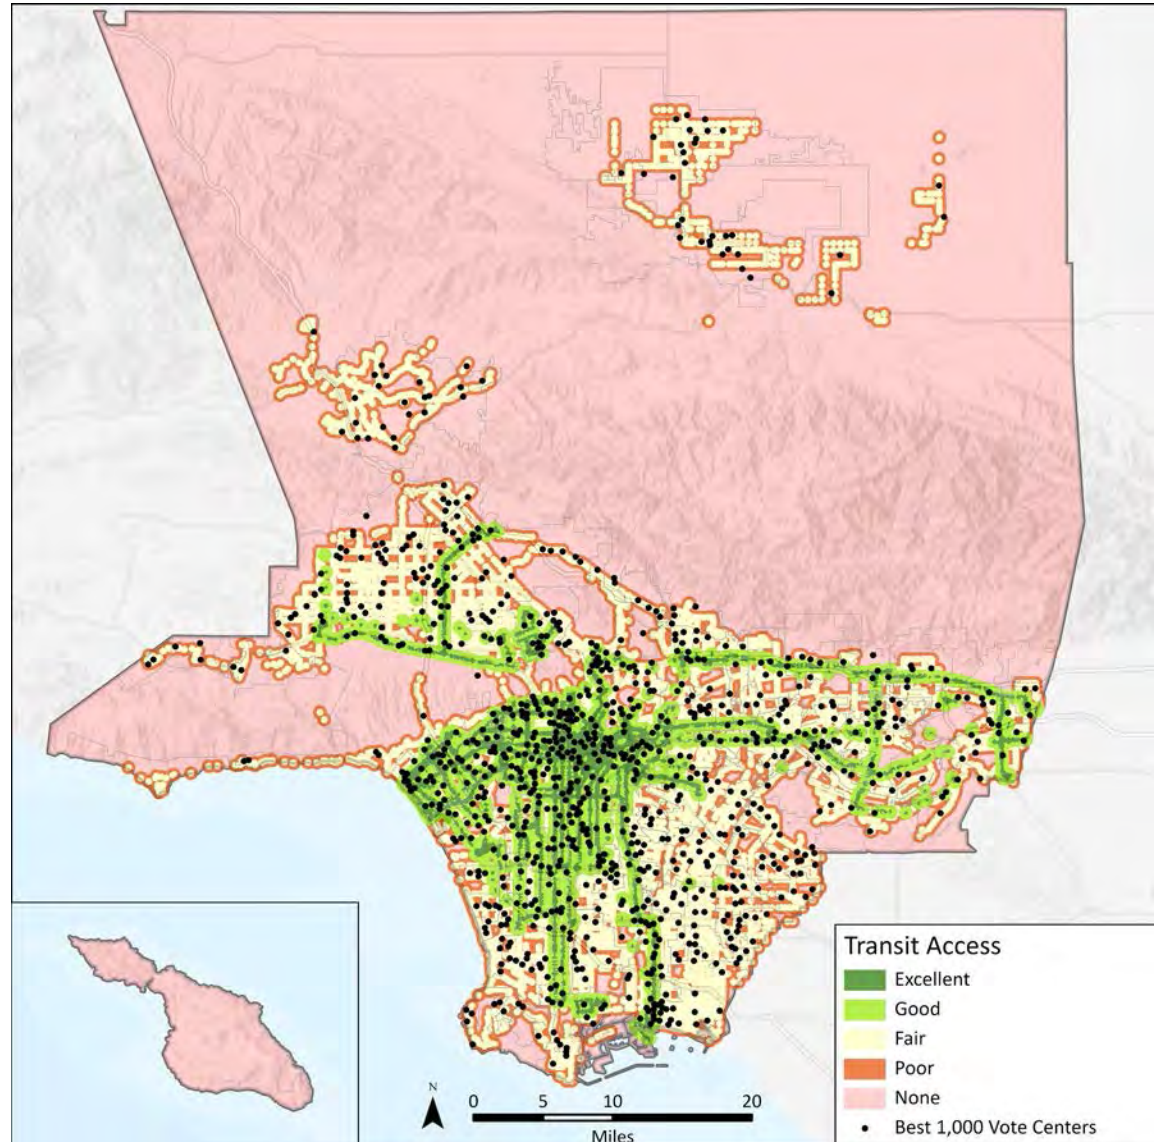 Transit Access
Excellent
Good
Fair
Poor
None
Best 1,000 Vote Centers
N
0 5 10 20
Miles